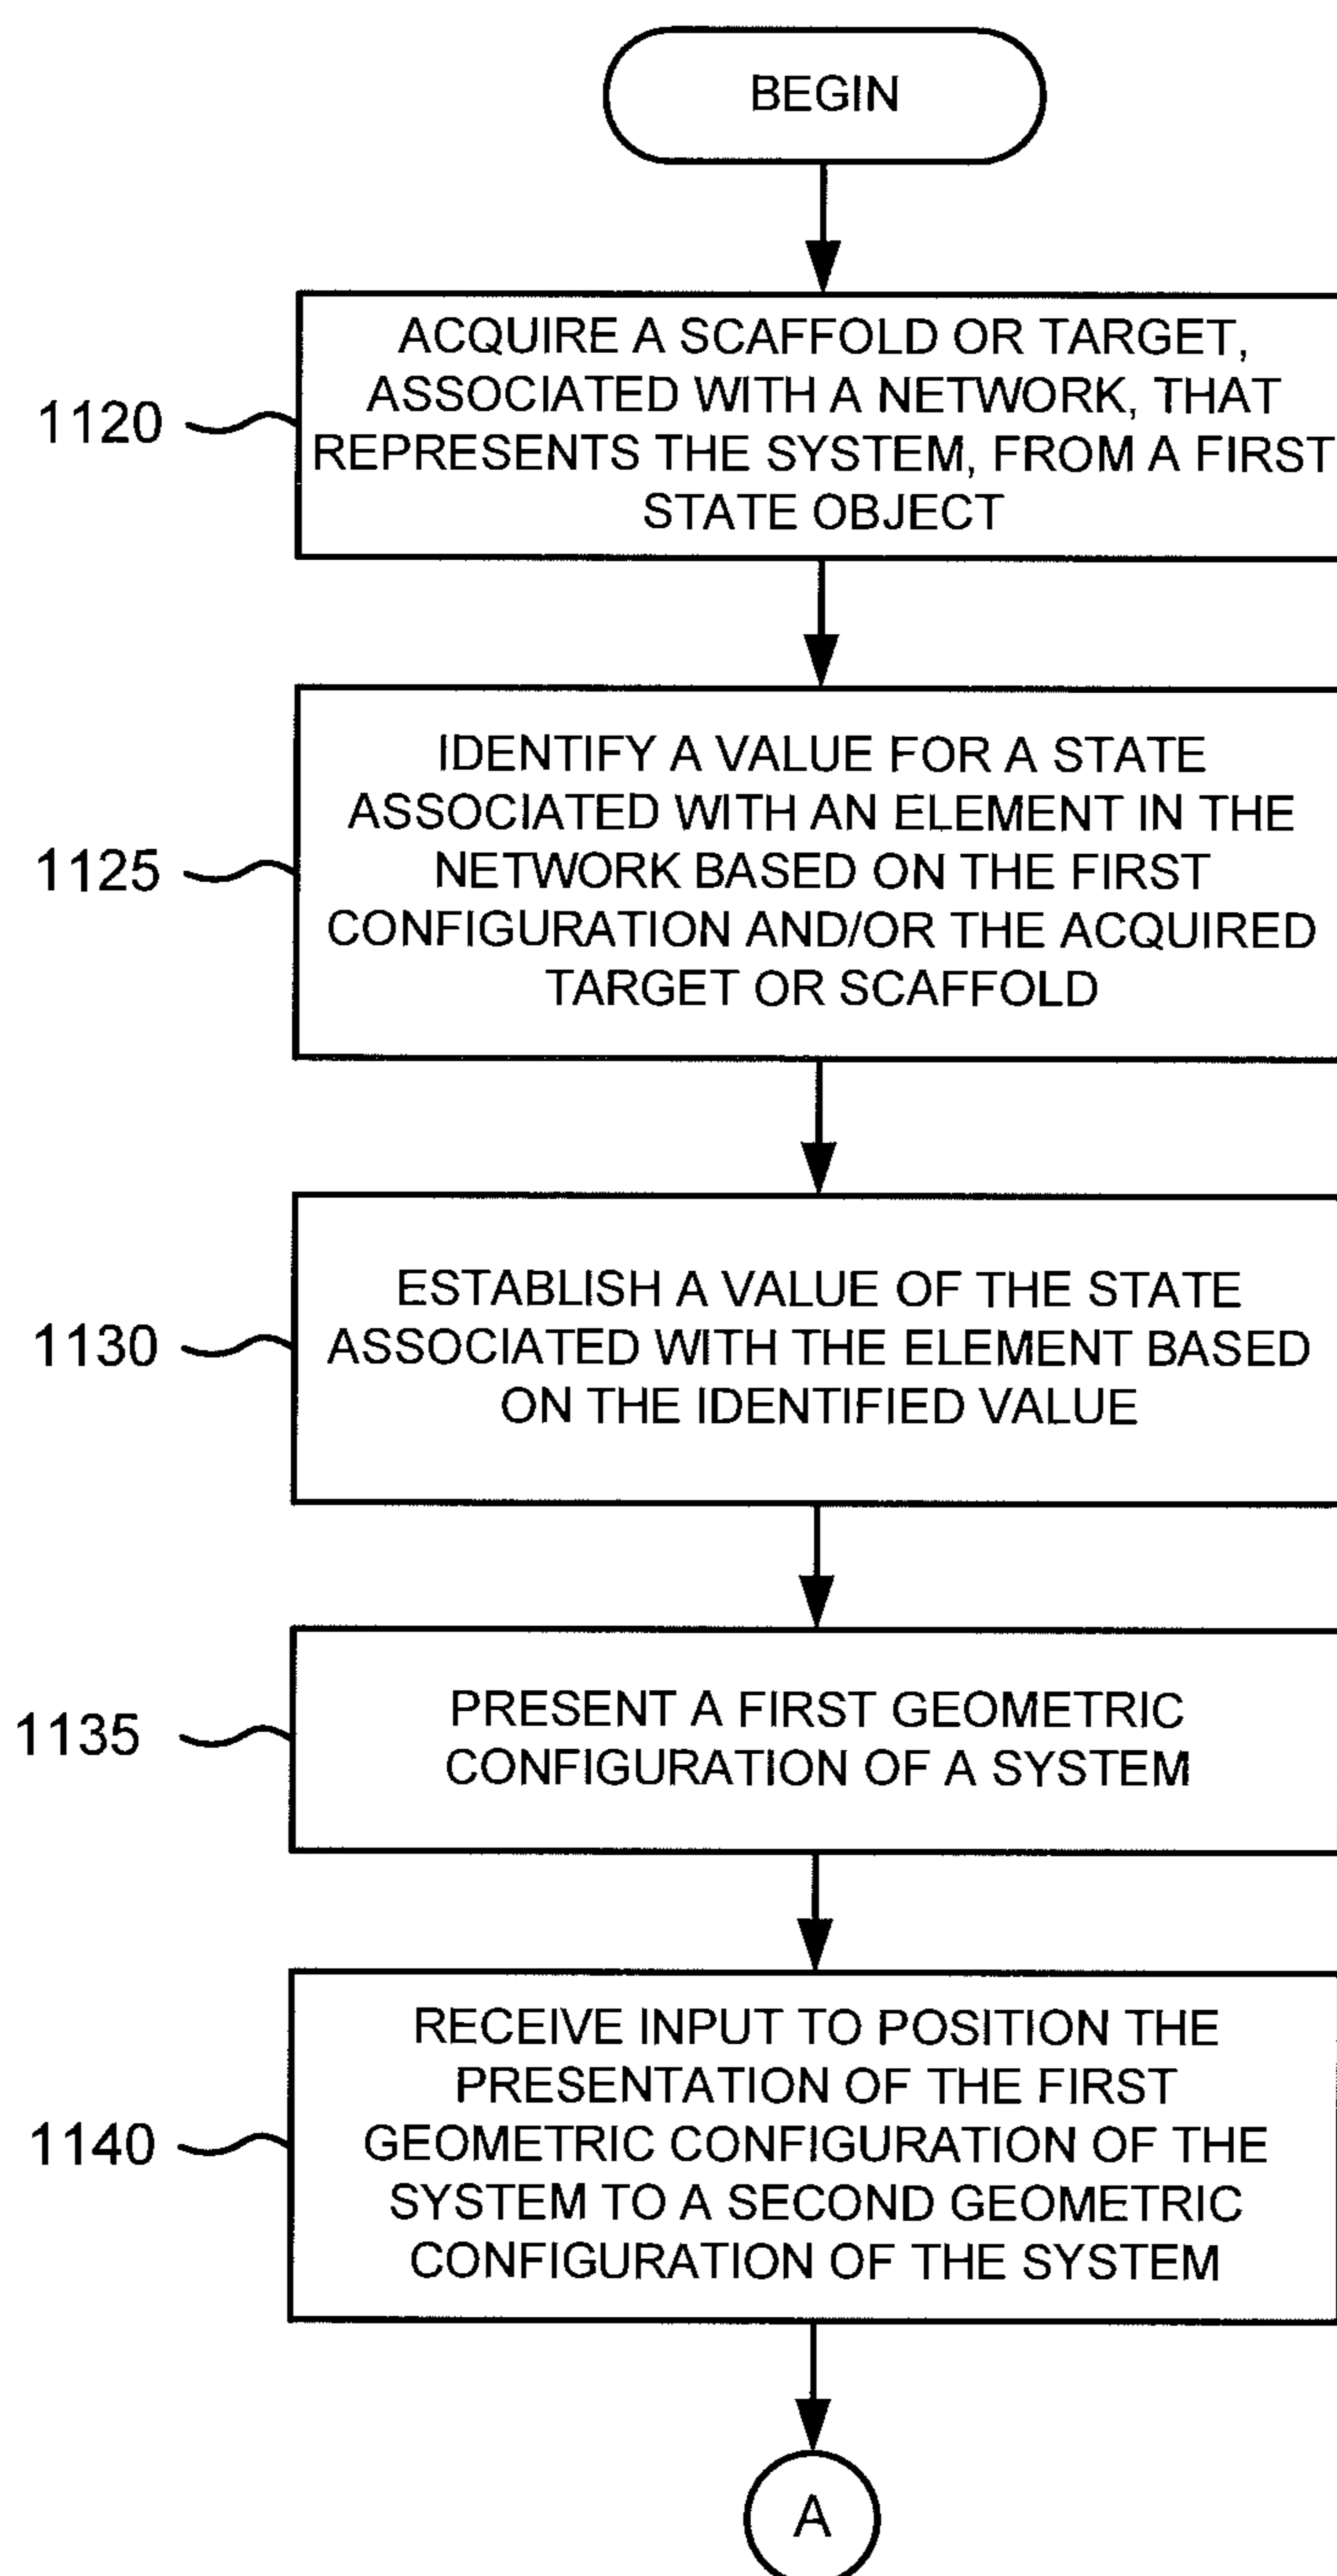 BEGIN
1120
ACQUIRE A SCAFFOLD OR TARGET,
ASSOCIATED WITH A NETWORK, THAT
REPRESENTS THE SYSTEM, FROM A FIRST
STATE OBJECT
1125
IDENTIFY A VALUE FOR A STATE
ASSOCIATED WITH AN ELEMENT IN THE
NETWORK BASED ON THE FIRST
CONFIGURATION AND/OR THE ACQUIRED
TARGET OR SCAFFOLD
1130
ESTABLISH A VALUE OF THE STATE
ASSOCIATED WITH THE ELEMENT BASED
ON THE IDENTIFIED VALUE
1135
PRESENT A FIRST GEOMETRIC
CONFIGURATION OF A SYSTEM
1140
RECEIVE INPUT TO POSITION THE
PRESENTATION OF THE FIRST
GEOMETRIC CONFIGURATION OF THE
SYSTEM TO A SECOND GEOMETRIC
CONFIGURATION OF THE SYSTEM
A